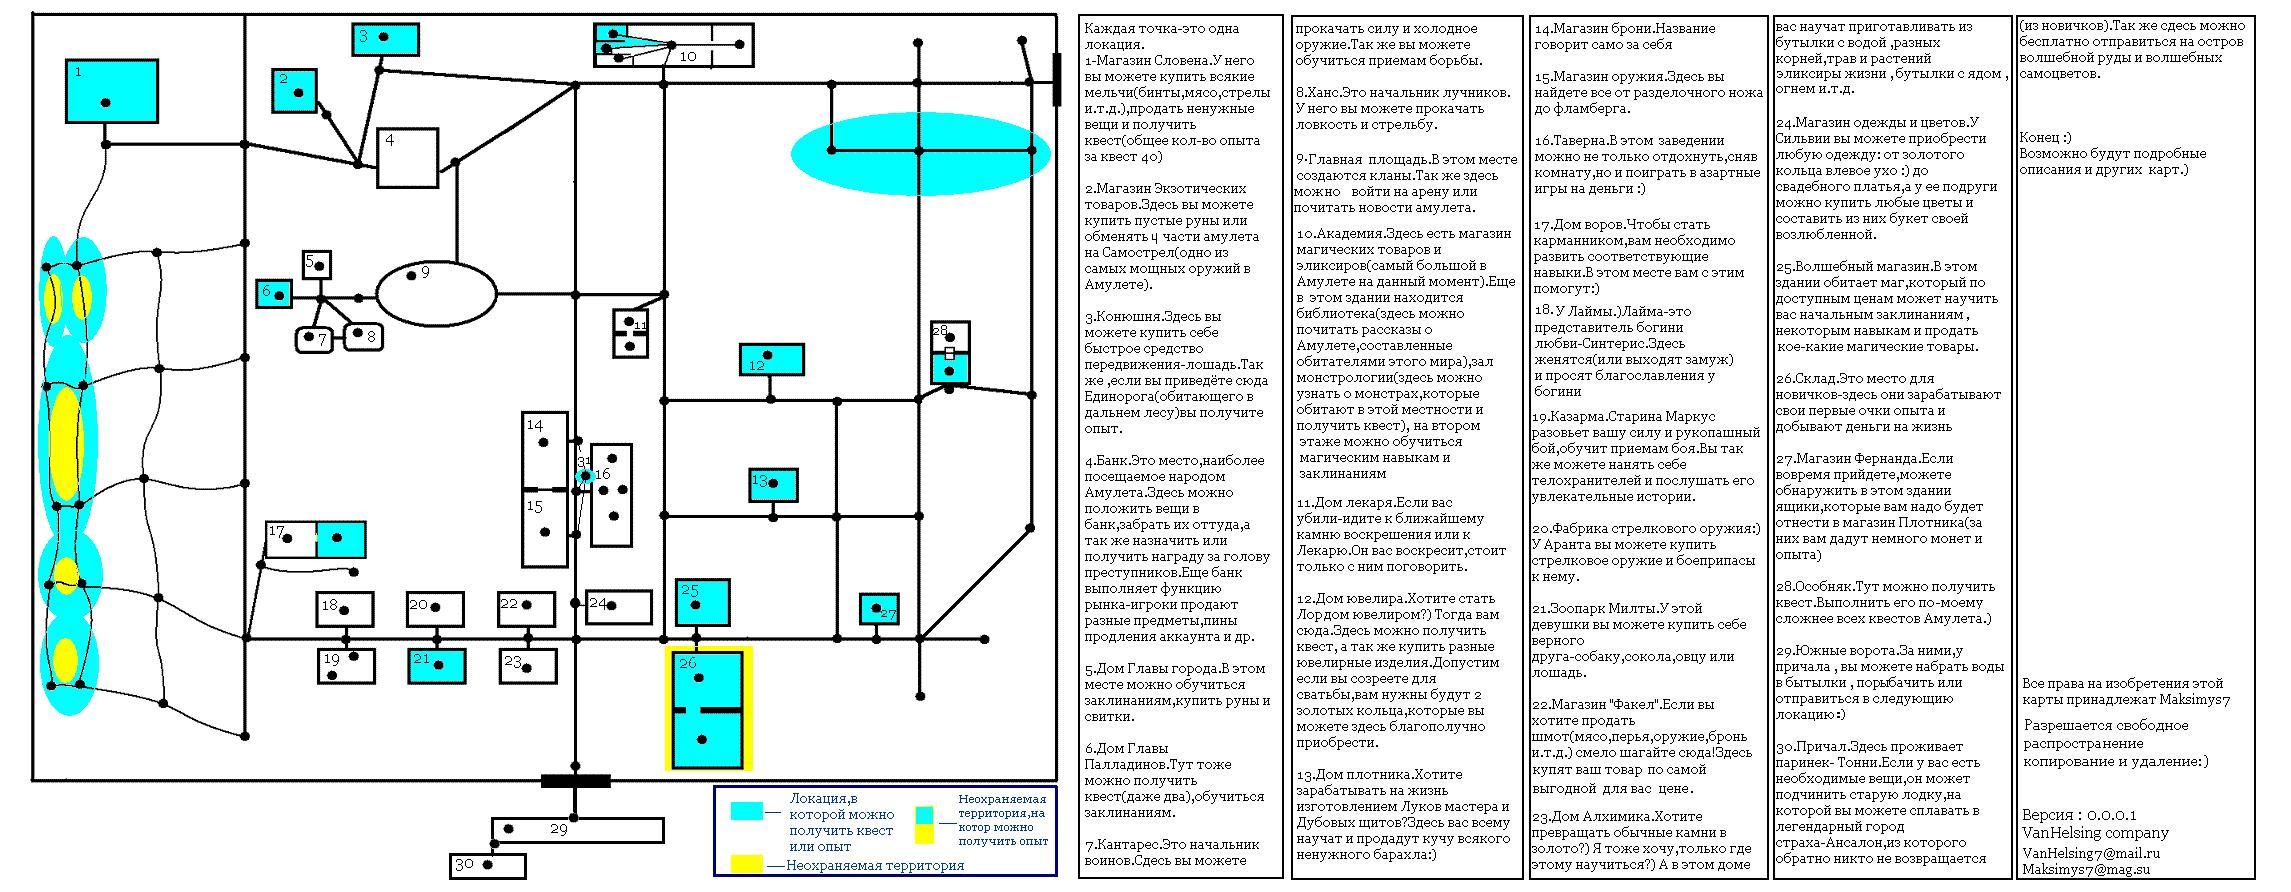 1
2
3
4
5
6
7
8
9
10
11
12
13
14
15
16
17
18
19
20
21
22
23
24
25
26
27
28
29
30
31
Локация,в
которой можно
получить квест
или опыт
Неохраняемая
территория,на
котор можно
получить опыт
Неохраняемая территория
Каждая точка-это одна
локация.
1-Магазин Словена.У него
вы можете купить всякие
мельчи(бинты,мясо,стрелы
и.т.д.),продать ненужные
вещи и получить
квест(общее кол-во опыта
за квест 40)
2.Магазин Экзотических
товаров.Здесь вы можете
купить пустые руны или
обменять 4 части амулета
на Самострел(одно из
самых мощных оружий в
Амулете).
3.Конюшня.Здесь вы
можете купить себе
быстрое средство
передвижения-лошадь.Так
же ,если вы приведёте сюда
Единорога(обитающего в
дальнем лесу)вы получите
опыт.
4.Банк.Это место,наиболее
посещаемое народом
Амулета.Здесь можно
положить вещи в
банк,забрать их оттуда,а
так же назначить или
получить награду за голову
преступников.Еще банк
выполняет функцию
рынка-игроки продают
разные предметы,пины
продления аккаунта и др.
5.Дом Главы города.В этом
месте можно обучиться
заклинаниям,купить руны и
свитки.
6.Дом Главы
Палладинов.Тут тоже
можно получить
квест(даже два),обучиться
заклинаниям.
7.Кантарес.Это начальник
воинов.Сдесь вы можете
прокачать силу и холодное
оружие.Так же вы можете
обучиться приемам борьбы.
8.Ханс.Это начальник лучников.
У него вы можете прокачать
ловкость и стрельбу.
9.Главная площадь.В этом месте
создаются кланы.Так же здесь
можно войти на арену или
почитать новости амулета.
10.Академия.Здесь есть магазин
магических товаров и
эликсиров(самый большой в
Амулете на данный момент).Еще
в этом здании находится
библиотека(здесь можно
почитать рассказы о
Амулете,составленные
обитателями этого мира),зал
монстрологии(здесь можно
узнать о монстрах,которые
обитают в этой местности и
получить квест), на втором
этаже можно обучиться
магическим навыкам и
заклинаниям
11.Дом лекаря.Если вас
убили-идите к ближайшему
камню воскрешения или к
Лекарю.Он вас воскресит,стоит
только с ним поговорить.
12.Дом ювелира.Хотите стать
Лордом ювелиром?) Тогда вам
сюда.Здесь можно получить
квест, а так же купить разные
ювелирные изделия.Допустим
если вы созреете для
сватьбы,вам нужны будут 2
золотых кольца,которые вы
можете здесь благополучно
приобрести.
13.Дом плотника.Хотите
зарабатывать на жизнь
изготовлением Луков мастера и
Дубовых щитов?Здесь вас всему
научат и продадут кучу всякого
ненужного барахла:)
14.Магазин брони.Название
говорит само за себя
15.Магазин оружия.Здесь вы
найдете все от разделочного ножа
до фламберга.
16.Таверна.В этом заведении
можно не только отдохнуть,сняв
комнату,но и поиграть в азартные
игры на деньги :)
17.Дом воров.Чтобы стать
карманником,вам необходимо
развить соответствующие
навыки.В этом месте вам с этим
помогут:)
18.У Лаймы.)Лайма-это
представитель богини
любви-Синтерис.Здесь
женятся(или выходят замуж)
и просят благославления у
богини
19.Казарма.Старина Маркус
разовьет вашу силу и рукопашный
бой,обучит приемам боя.Вы так
же можете нанять себе
телохранителей и послушать его
увлекательные истории.
20.Фабрика стрелкового оружия:)
У Аранта вы можете купить
стрелковое оружие и боеприпасы
к нему.
21.Зоопарк Милты.У этой
девушки вы можете купить себе
верного
друга-собаку,сокола,овцу или
лошадь.
22.Магазин "Факел".Если вы
хотите продать
шмот(мясо,перья,оружие,бронь
и.т.д.) смело шагайте сюда!Здесь
купят ваш товар по самой
выгодной для вас цене.
23.Дом Алхимика.Хотите
превращать обычные камни в
золото?) Я тоже хочу,только где
этому научиться?) А в этом доме
вас научат приготавливать из
бутылки с водой ,разных
корней,трав и растений
эликсиры жизни ,бутылки с ядом ,
огнем и.т.д.
24.Магазин одежды и цветов.У
Сильвии вы можете приобрести
любую одежду: от золотого
кольца влевое ухо :) до
свадебного платья,а у ее подруги
можно купить любые цветы и
составить из них букет своей
возлюбленной.
25.Волшебный магазин.В этом
здании обитает маг,который по
доступным ценам может научить
вас начальным заклинаниям ,
некоторым навыкам и продать
кое-какие магические товары.
26.Склад.Это место для
новичков-здесь они зарабатывают
свои первые очки опыта и
добывают деньги на жизнь
27.Магазин Фернанда.Если
вовремя прийдете,можете
обнаружить в этом здании
ящики,которые вам надо будет
отнести в магазин Плотника(за
них вам дадут немного монет и
опыта)
28.Особняк.Тут можно получить
квест.Выполнить его по-моему
сложнее всех квестов Амулета.)
29.Южные ворота.За ними,у
причала , вы можете набрать воды
в бутылки , порыбачить или
отправиться в следующую
локацию:)
30.Причал.Здесь проживает
паринек- Тонни.Если у вас есть
необходимые вещи,он может
подчинить старую лодку,на
которой вы можете сплавать в
легендарный город
страха-Ансалон,из которого
обратно никто не возвращается
(из новичков).Так же сдесь можно
бесплатно отправиться на остров
волшебной руды и волшебных
самоцветов.
Конец :)
Возможно будут подробные
описания и других карт.)
Все права на изобретения этой
карты принадлежат Maksimys7
Разрешается свободное
распространение
копирование и удаление:)
Версия : 0.0.0.1
VanHelsing company
VanHelsing7@mail.ru
Maksimys7@mag.su